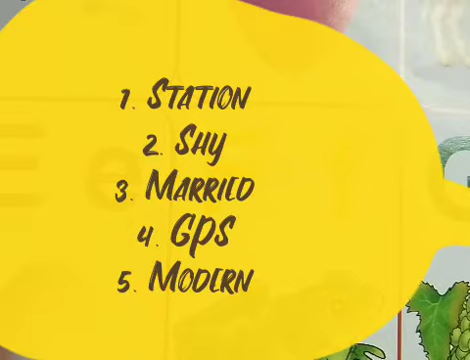 1. Station
2. Shy
3. Married
4. GPS
5. Modern